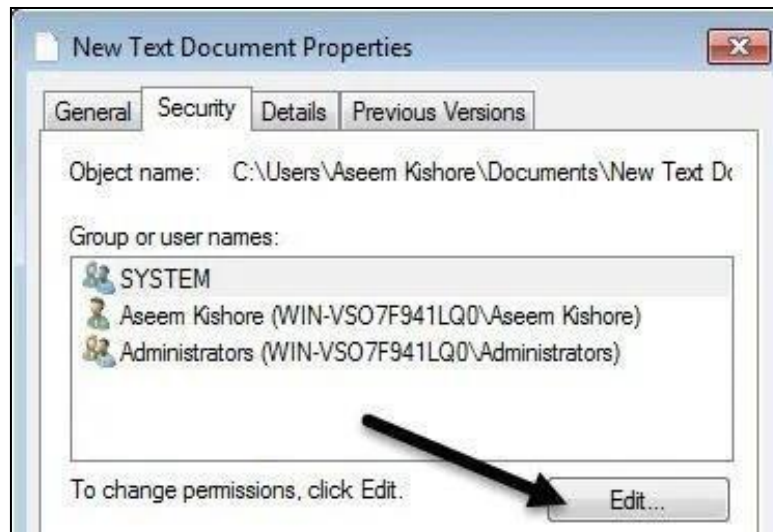 New Text Document Properties
General Security Details Previous Versions
Object name: C:\Users\Aseem Kishore\Documents\New Text Do
Group or user names:
SYSTEM
Aseem Kishore (WIN-VSO7F941LQ0\Aseem Kishore)
Administrators (WIN-VSO7F941LQ0\Administrators)
To change permissions, click Edit.
Edit...